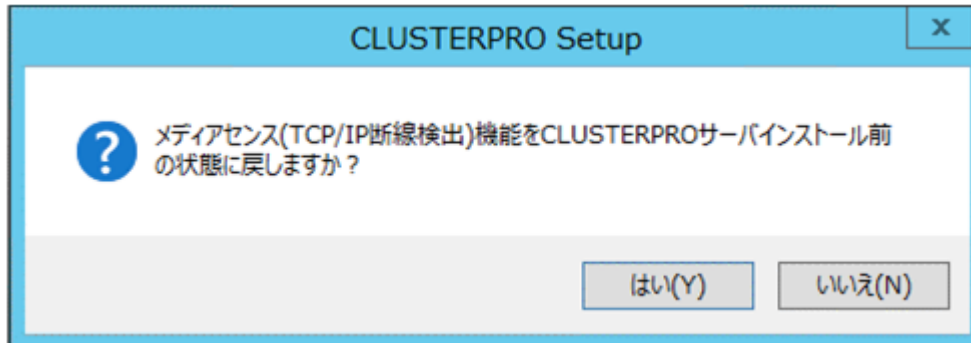 CLUSTERPRO Setup
x
メディアセンス(TCP/IP断線検出)機能をCLUSTERPROサーバインストール前
の状態に戻しますか？
はい(Y)
いいえ(N)